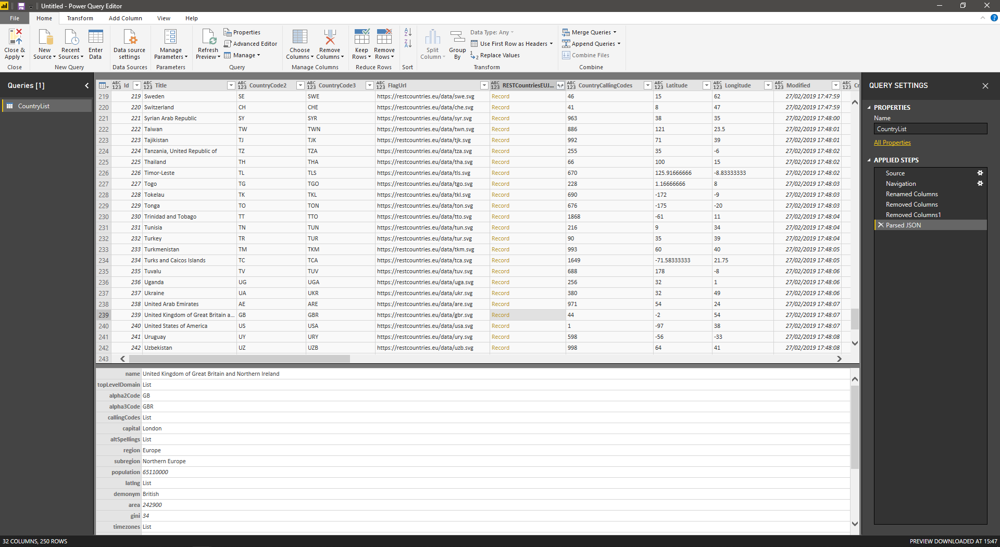 Untitled - Power Query Editor
File Home Transform Add Column View Help
Close & Apply
New Source
Recent Sources
Enter Data
Data source settings
Manage Parameters
Refresh Preview
Properties
Advanced Editor
Manage
Choose Columns
Remove Columns
Keep Rows
Remove Rows
Split Column
Group By
Data Type: Any
Use First Row as Headers
Replace Values
Merge Queries
Append Queries
Combine Files
Close New Query Data Sources Parameters Query Manage Columns Reduce Rows Sort Transform Combine
Queries [1]
CountryList
ABC 123 Id ABC 123 Title ABC 123 CountryCode2 ABC 123 CountryCode3 ABC 123 FlagUrl ABC 123 RESTCountriesEUJ... ABC 123 CountryCallingCodes ABC 123 Latitude ABC 123 Longitude ABC 123 Modified ABC 123 Cr
219 219 Sweden SE SWE https://restcountries.eu/data/swe.svg Record 46 15 62 27/02/2019 17:47:59
220 220 Switzerland CH CHE https://restcountries.eu/data/che.svg Record 41 8 47 27/02/2019 17:47:59
221 221 Syrian Arab Republic SY SYR https://restcountries.eu/data/syr.svg Record 963 38 35 27/02/2019 17:48:00
222 222 Taiwan TW TWN https://restcountries.eu/data/twn.svg Record 886 121 23.5 27/02/2019 17:48:01
223 223 Tajikistan TJ TJK https://restcountries.eu/data/tjk.svg Record 992 71 39 27/02/2019 17:48:01
224 224 Tanzania, United Republic of TZ TZA https://restcountries.eu/data/tza.svg Record 255 35 -6 27/02/2019 17:48:02
225 225 Thailand TH THA https://restcountries.eu/data/tha.svg Record 66 100 15 27/02/2019 17:48:02
226 226 Timor-Leste TL TLS https://restcountries.eu/data/tls.svg Record 670 125.91666666 -8.83333333 27/02/2019 17:48:02
227 227 Togo TG TGO https://restcountries.eu/data/tgo.svg Record 228 1.16666666 8 27/02/2019 17:48:03
228 228 Tokelau TK TKL https://restcountries.eu/data/tkl.svg Record 690 -172 -9 27/02/2019 17:48:03
229 229 Tonga TO TON https://restcountries.eu/data/ton.svg Record 676 -175 -20 27/02/2019 17:48:03
230 230 Trinidad and Tobago TT TTO https://restcountries.eu/data/tto.svg Record 1868 -61 11 27/02/2019 17:48:04
231 231 Tunisia TN TUN https://restcountries.eu/data/tun.svg Record 216 9 34 27/02/2019 17:48:04
232 232 Turkey TR TUR https://restcountries.eu/data/tur.svg Record 90 35 39 27/02/2019 17:48:04
233 233 Turkmenistan TM TKM https://restcountries.eu/data/tkm.svg Record 993 60 40 27/02/2019 17:48:05
234 234 Turks and Caicos Islands TC TCA https://restcountries.eu/data/tca.svg Record 1649 -71.58333333 21.75 27/02/2019 17:48:05
235 235 Tuvalu TV TUV https://restcountries.eu/data/tuv.svg Record 688 178 -8 27/02/2019 17:48:06
236 236 Uganda UG UGA https://restcountries.eu/data/uga.svg Record 256 32 1 27/02/2019 17:48:06
237 237 Ukraine UA UKR https://restcountries.eu/data/ukr.svg Record 380 32 49 27/02/2019 17:48:06
238 238 United Arab Emirates AE ARE https://restcountries.eu/data/are.svg Record 971 54 24 27/02/2019 17:48:07
239 239 United Kingdom of Great Britain a... GB GBR https://restcountries.eu/data/gbr.svg Record 44 -2 54 27/02/2019 17:48:07
240 240 United States of America US USA https://restcountries.eu/data/usa.svg Record 1 -97 38 27/02/2019 17:48:07
241 241 Uruguay UY URY https://restcountries.eu/data/ury.svg Record 598 -56 -33 27/02/2019 17:48:08
242 242 Uzbekistan UZ UZB https://restcountries.eu/data/uzb.svg Record 998 64 41 27/02/2019 17:48:08
243
name United Kingdom of Great Britain and Northern Ireland
topLevelDomain List
alpha2Code GB
alpha3Code GBR
callingCodes List
capital London
altSpellings List
region Europe
subregion Northern Europe
population 65110000
latlng List
demonym British
area 242900
gini 34
timezones List
QUERY SETTINGS
PROPERTIES
Name
CountryList
All Properties
APPLIED STEPS
Source
Navigation
Renamed Columns
Removed Columns
Removed Columns1
Parsed JSON
32 COLUMNS, 250 ROWS
PREVIEW DOWNLOADED AT 15:47